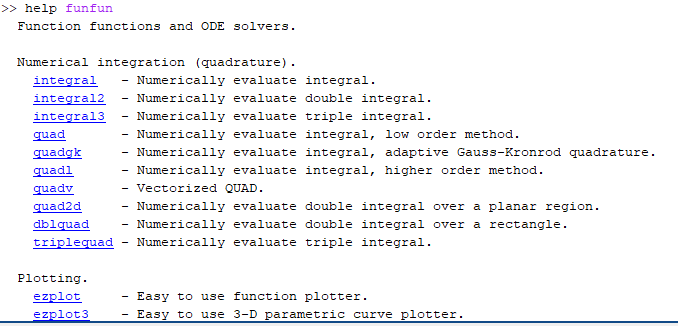 >> help funfun
Function functions and ODE solvers.
Numerical integration (quadrature).
integral - Numerically evaluate integral.
integral2 - Numerically evaluate double integral.
integral3 - Numerically evaluate triple integral.
quad - Numerically evaluate integral, low order method.
quadgk - Numerically evaluate integral, adaptive Gauss-Kronrod quadrature.
quadl - Numerically evaluate integral, higher order method.
quadv - Vectorized QUAD.
quad2d - Numerically evaluate double integral over a planar region.
dblquad - Numerically evaluate double integral over a rectangle.
triplequad - Numerically evaluate triple integral.
Plotting.
ezplot - Easy to use function plotter.
ezplot3 - Easy to use 3-D parametric curve plotter.